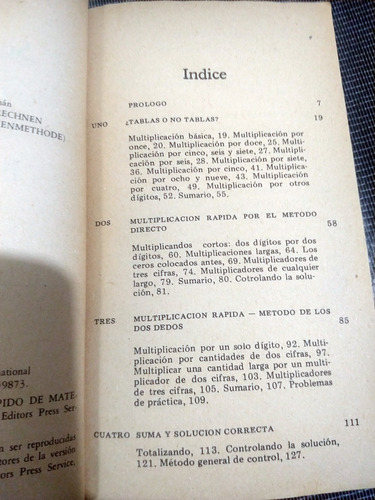 án
ECHNEN
ENMETHODE)
national
9873.
PIDO DE MATE-
Editors Press Ser-
n ser reproducidas
tores de la versión
s Press Service,
Indice
PROLOGO 7
UNO ¿TABLAS O NO TABLAS? 19
Multiplicación básica, 19. Multiplicación por
once, 20. Multiplicación por doce, 25. Multi-
plicación por cinco, seis y siete, 27. Multipli-
cación por seis, 28. Multiplicación por siete,
36. Multiplicación por cinco, 41. Multiplica-
ción por ocho y nueve, 43. Multiplicación
por cuatro, 49. Multiplicación por otros
dígitos, 52. Sumario, 55.
DOS MULTIPLICACION RAPIDA POR EL METODO
DIRECTO 58
Multiplicandos cortos: dos dígitos por dos
dígitos, 60. Multiplicaciones largas, 64. Los
ceros colocados antes, 69. Multiplicadores de
tres cifras, 74. Multiplicadores de cualquier
largo, 79. Sumario, 80. Cotrolando la solu-
ción, 81.
TRES MULTIPLICACION RAPIDA — METODO DE LOS
DOS DEDOS 85
Multiplicación por un solo dígito, 92. Multi-
plicación por cantidades de dos cifras, 97.
Multiplicar una cantidad larga por un multi-
plicador de dos cifras, 103. Multiplicadores
de tres cifras, 105. Sumario, 107. Problemas
de práctica, 109.
CUATRO SUMA Y SOLUCION CORRECTA 111
Totalizando, 113. Controlando la solución,
121. Método general de control, 127.